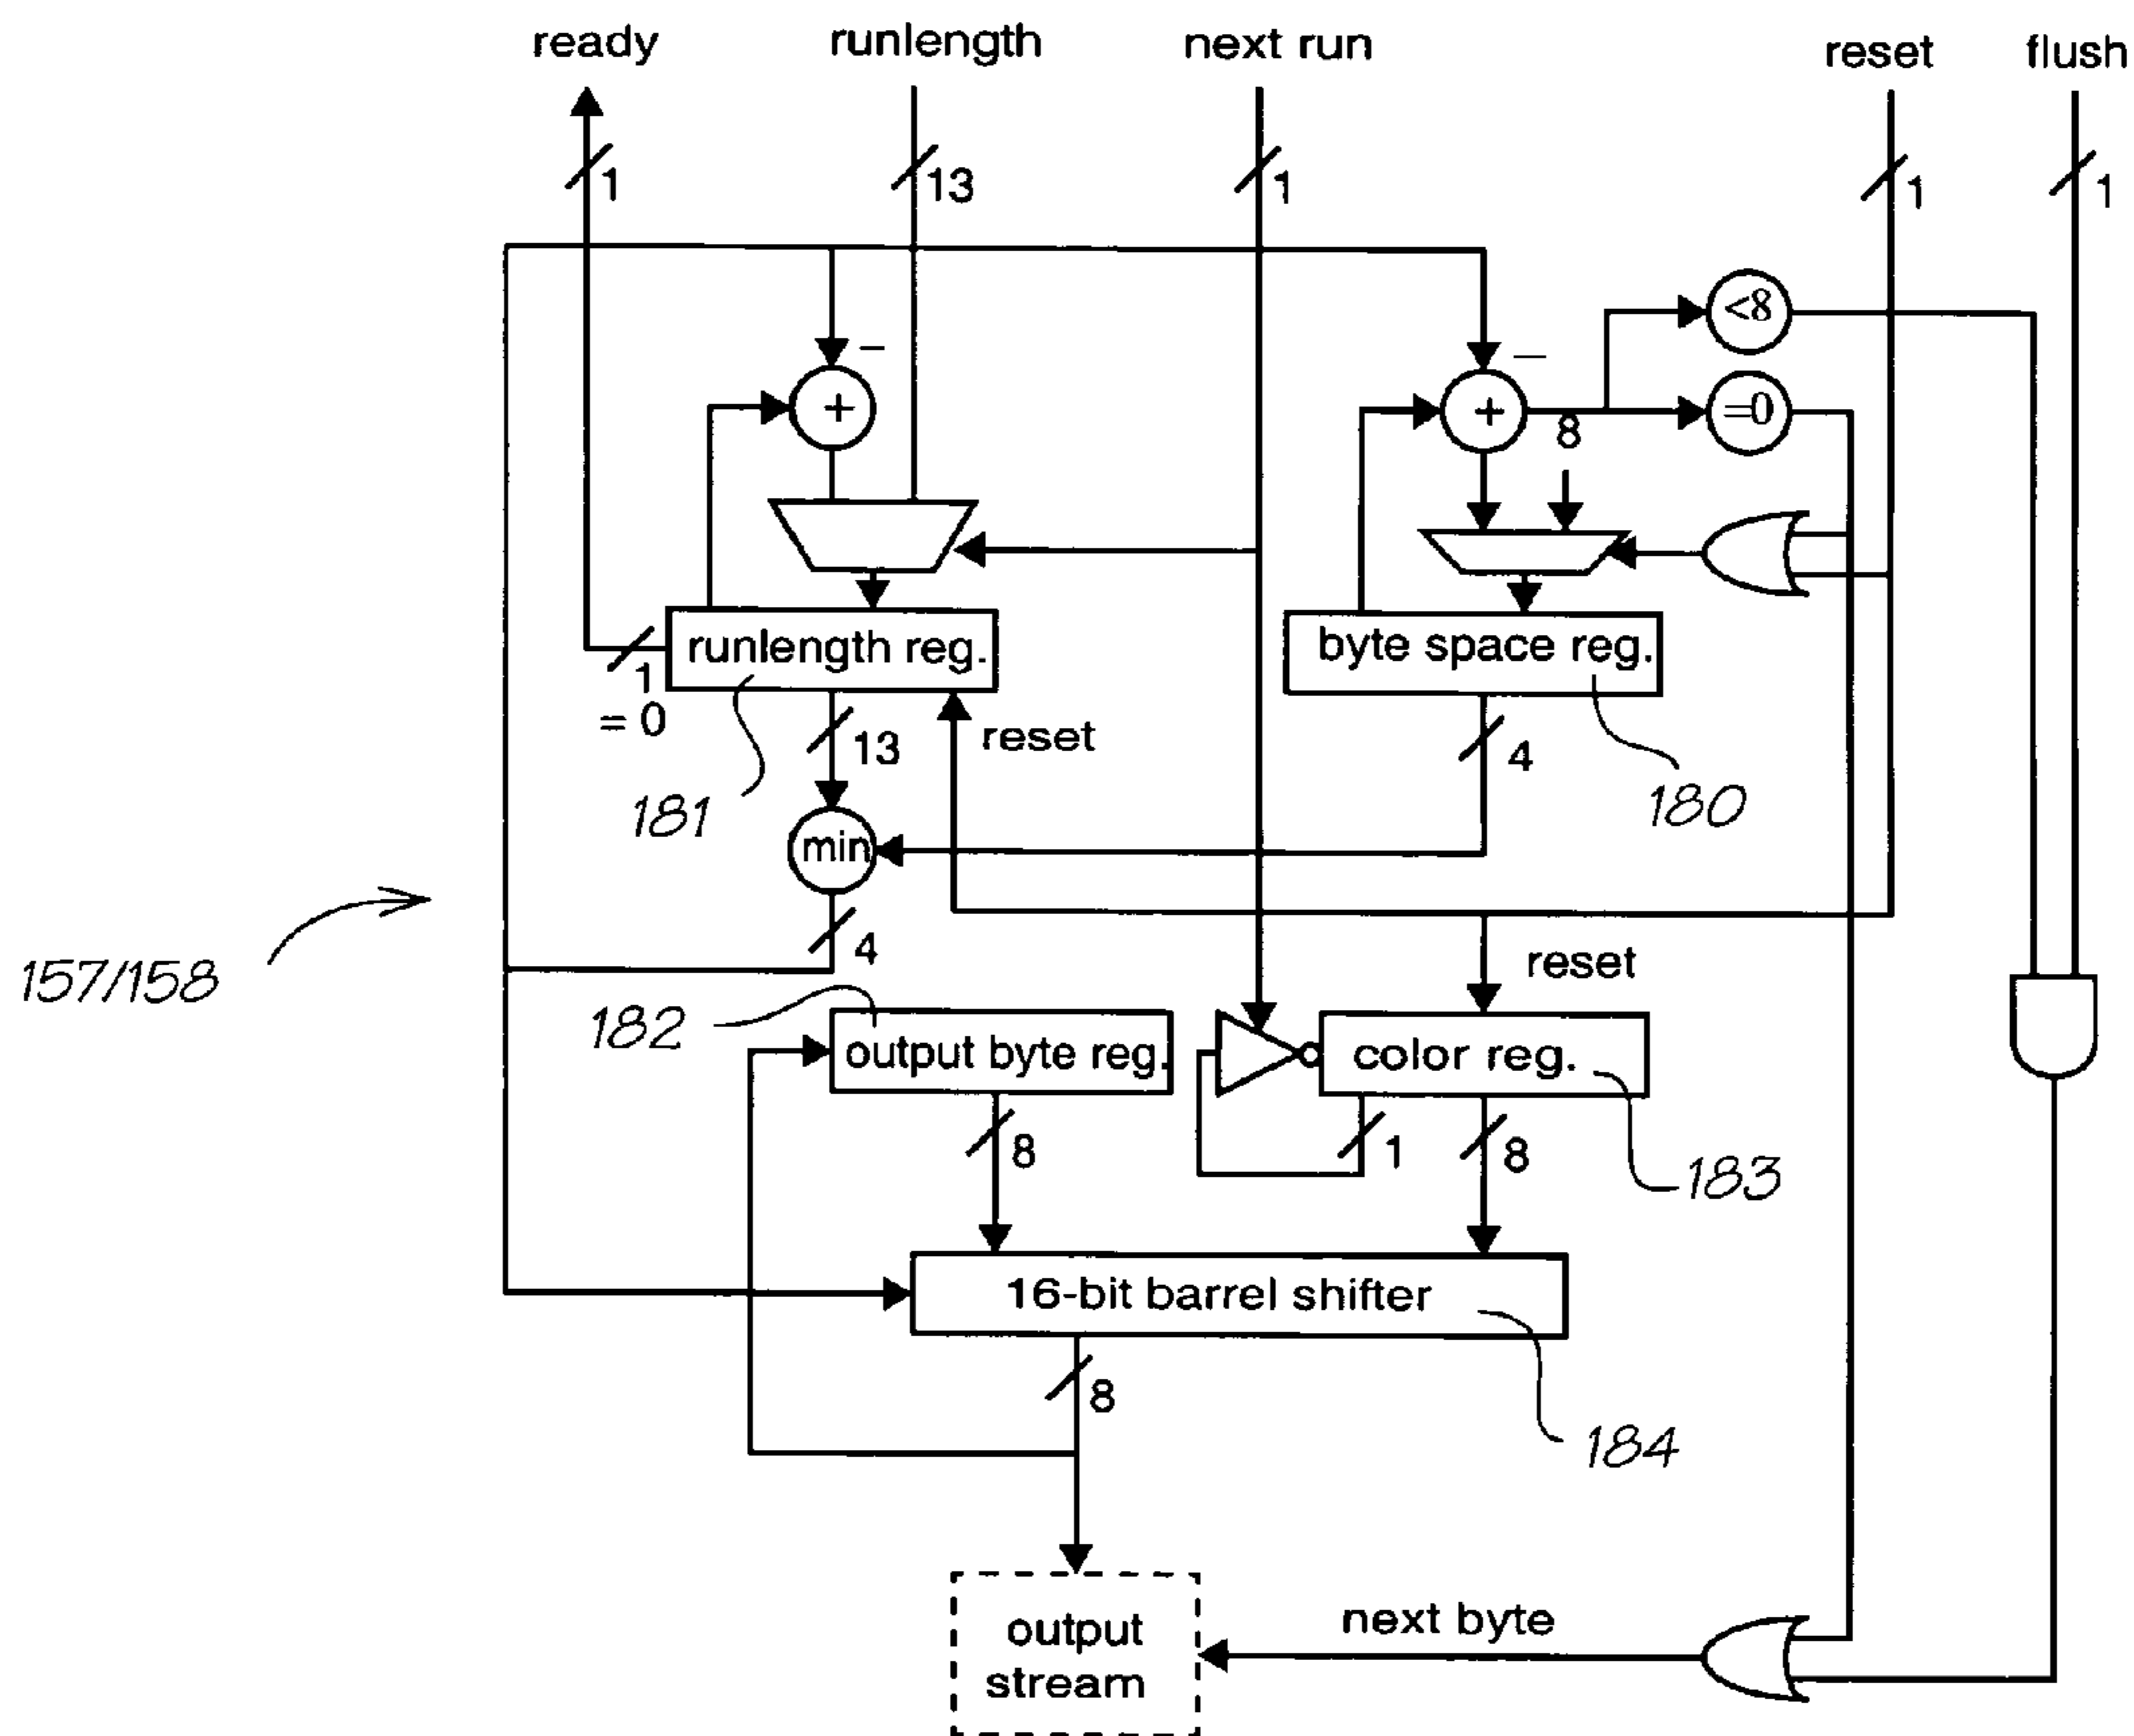 ready runlength next run reset flush
1 13 1 1 1
− − <8
+ + =0
8
runlength reg. byte space reg.
1
= 0 13 reset 4
181 180
min
4
157/158 reset
182
output byte reg. color reg.
8 1 8
183
16-bit barrel shifter
8
184
next byte
output
stream